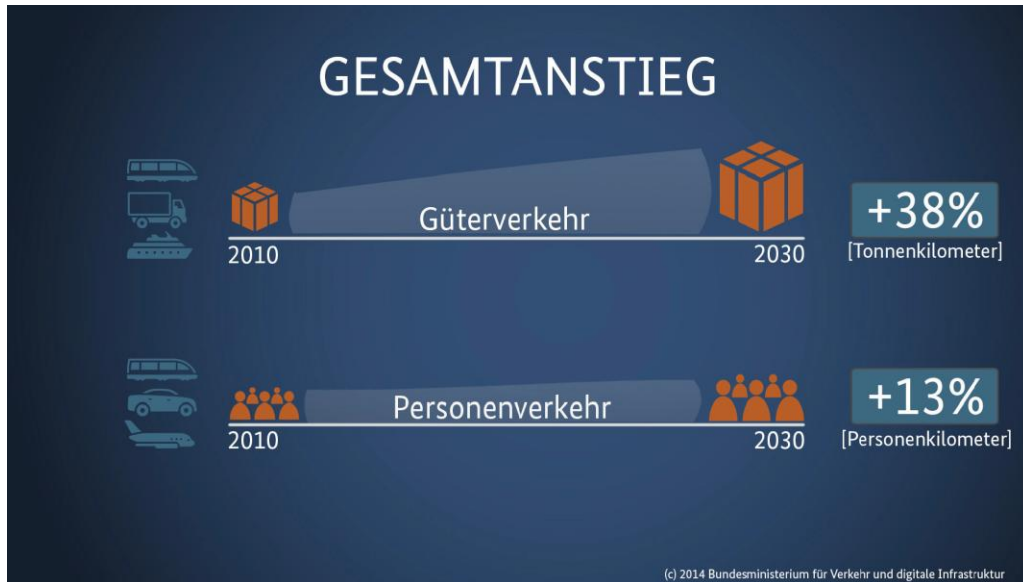 GESAMTANSTIEG
Güterverkehr
2010
2030
+38%
[Tonnenkilometer]
Personenverkehr
2010
2030
+13%
[Personenkilometer]
(c) 2014 Bundesministerium für Verkehr und digitale Infrastruktur